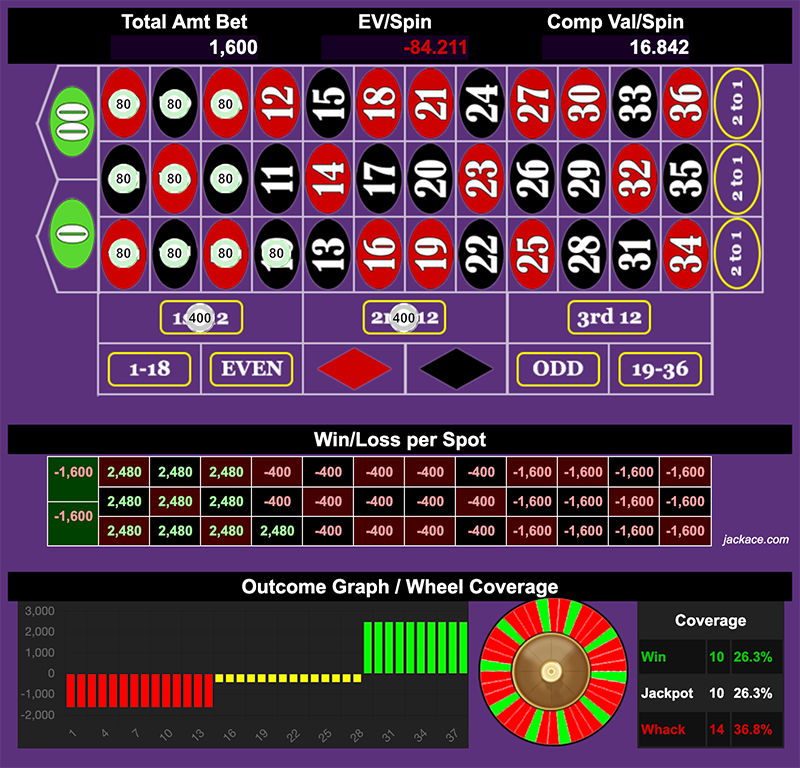 Total Amt Bet EV/Spin Comp Val/Spin
1,600 -84.211 16.842
00 80 80 80 12 15 18 21 24 27 30 33 36 2 to 1
80 80 80 11 14 17 20 23 26 29 32 35 2 to 1
0 80 80 80 80 13 16 19 22 25 28 31 34 2 to 1
400 400 3rd 12
1-18 EVEN ODD 19-36
Win/Loss per Spot
-1,600 2,480 2,480 2,480 -400 -400 -400 -400 -400 -1,600 -1,600 -1,600 -1,600
2,480 2,480 2,480 -400 -400 -400 -400 -400 -1,600 -1,600 -1,600 -1,600
-1,600 2,480 2,480 2,480 2,480 -400 -400 -400 -400 -1,600 -1,600 -1,600 -1,600
jackace.com
Outcome Graph / Wheel Coverage
3,000
2,000
1,000
0
-1,000
-2,000
1 4 7 10 13 16 19 22 25 28 31 34 37
Coverage
Win 10 26.3%
Jackpot 10 26.3%
Whack 14 36.8%